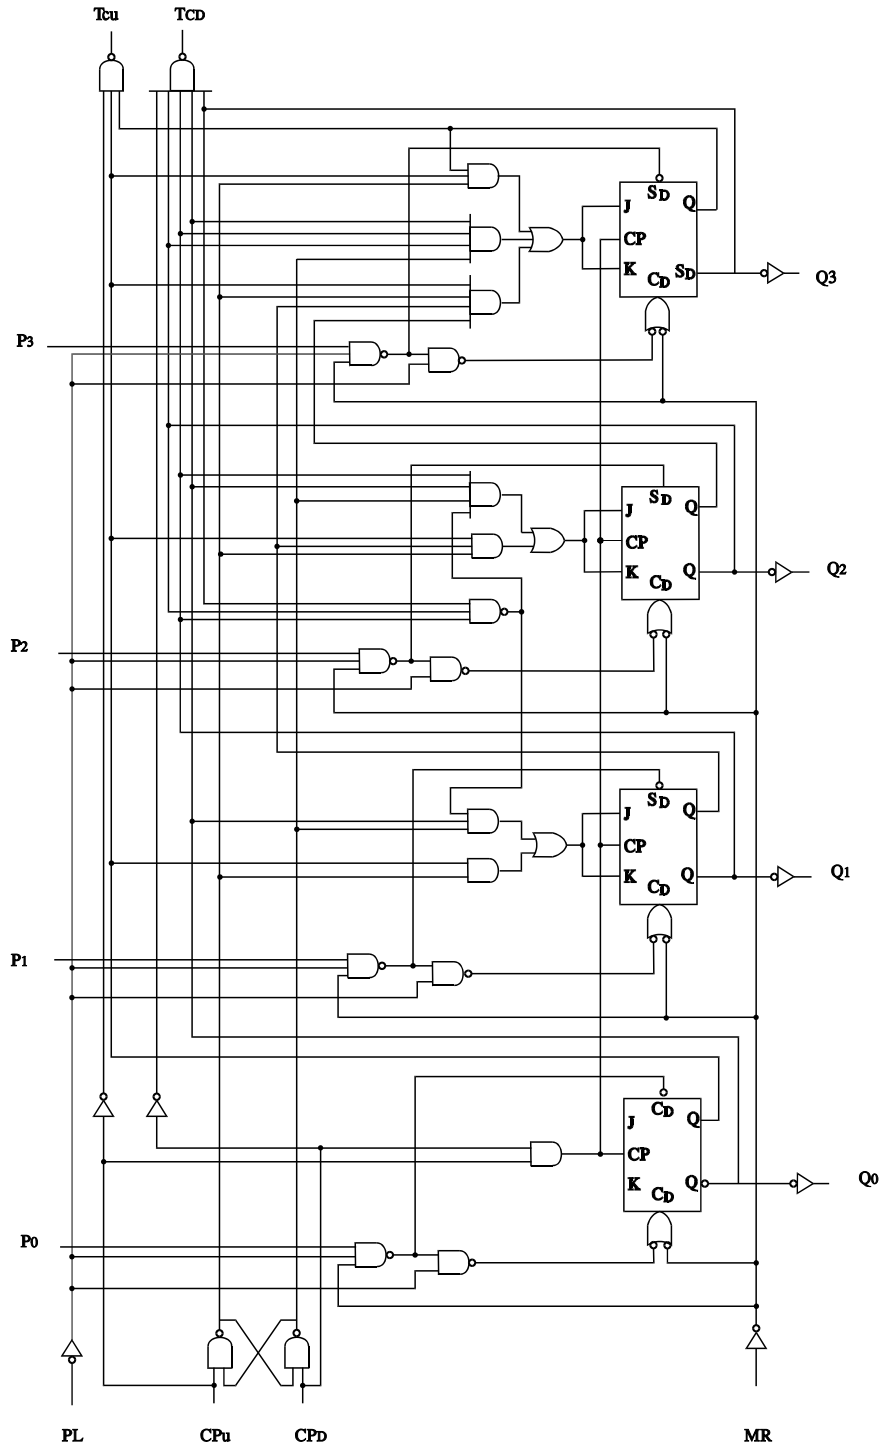 Tcu TCD
SD Q
J
CP
K
CD SD
Q3
P3
SD Q
J
CP
K Q
CD
Q2
P2
SD Q
J
CP
K Q
CD
Q1
P1
CD Q
J
CP
K Q
CD
Q0
P0
PL CPu CPD MR